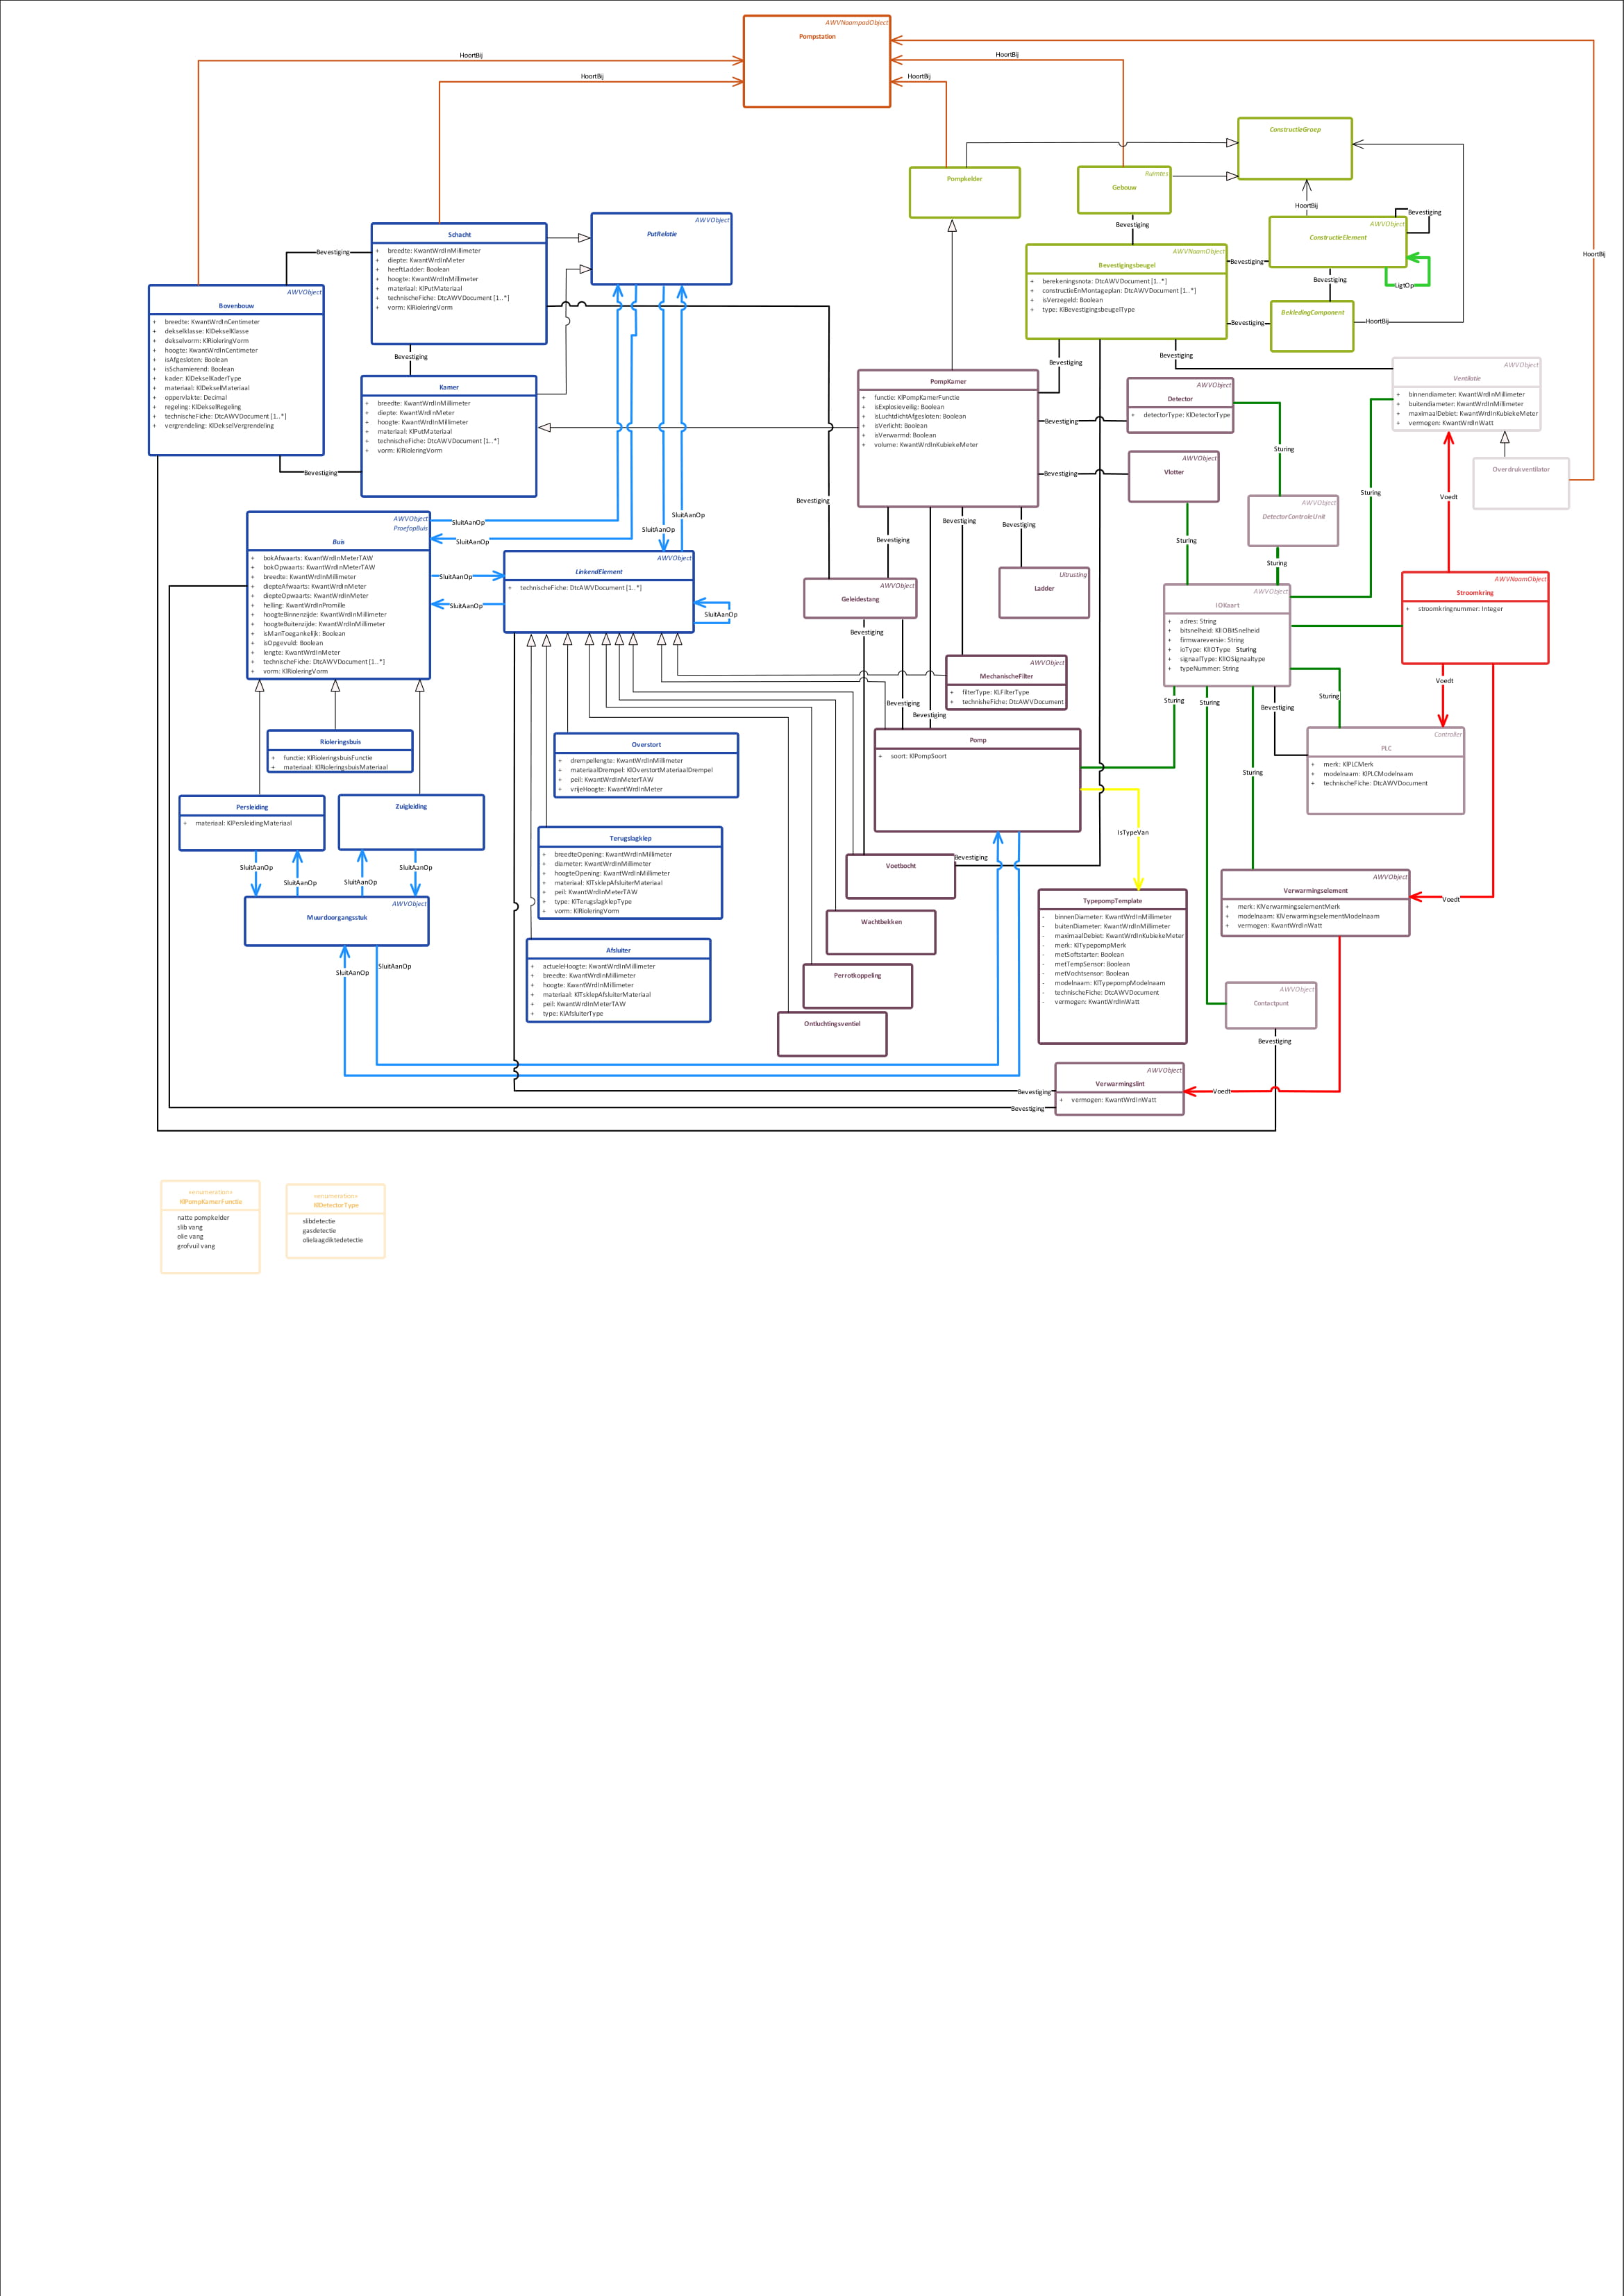 AWVNaampadObject
Pompstation
HoortBij
HoortBij
HoortBij
HoortBij
HoortBij
ConstructieGroep
Pompkelder
Ruimtes
Gebouw
HoortBij
Bevestiging
AWVObject
ConstructieElement
Bevestiging
LigtOp
Bevestiging
Bevestiging
BekledingComponent
HoortBij
Bevestiging
AWVNaamObject
Bevestigingsbeugel
+ berekeningsnota: DtcAWVDocument [1..*]
+ constructieEnMontageplan: DtcAWVDocument [1..*]
+ isVerzegeld: Boolean
+ type: KlBevestigingsbeugelType
Bevestiging
Bevestiging
AWVObject
PutRelatie
Schacht
+ breedte: KwantWrdInMillimeter
+ diepte: KwantWrdInMeter
+ heeftLadder: Boolean
+ hoogte: KwantWrdInMillimeter
+ materiaal: KlPutMateriaal
+ technischeFiche: DtcAWVDocument [1..*]
+ vorm: KlRioleringVorm
Bevestiging
AWVObject
Bovenbouw
+ breedte: KwantWrdInCentimeter
+ dekselklasse: KlDekselKlasse
+ dekselvorm: KlRioleringVorm
+ hoogte: KwantWrdInCentimeter
+ isAfgesloten: Boolean
+ isScharnierend: Boolean
+ kader: KlDekselKaderType
+ materiaal: KlDekselMateriaal
+ oppervlakte: Decimal
+ regeling: KlDekselRegeling
+ technischeFiche: DtcAWVDocument [1..*]
+ vergrendeling: KlDekselVergrendeling
Bevestiging
Kamer
+ breedte: KwantWrdInMillimeter
+ diepte: KwantWrdInMeter
+ hoogte: KwantWrdInMillimeter
+ materiaal: KlPutMateriaal
+ technischeFiche: DtcAWVDocument [1..*]
+ vorm: KlRioleringVorm
Bevestiging
PompKamer
+ functie: KlPompKamerFunctie
+ isExplosieveilig: Boolean
+ isLuchtdichtAfgesloten: Boolean
+ isVerlicht: Boolean
+ isVerwarmd: Boolean
+ volume: KwantWrdInKubiekeMeter
AWVObject
Detector
+ detectorType: KlDetectorType
Bevestiging
AWVObject
Vlotter
Bevestiging
AWVObject
Ventilatie
+ binnendiameter: KwantWrdInMillimeter
+ buitendiameter: KwantWrdInMillimeter
+ maximaalDebiet: KwantWrdInKubiekeMeter
+ vermogen: KwantWrdInWatt
Overdrukventilator
Sturing
Sturing
Voedt
AWVObject
DetectorControleUnit
Sturing
Sturing
Bevestiging
Bevestiging
Bevestiging
Bevestiging
AWVObject
ProefopBuis
Buis
+ bokAfwaarts: KwantWrdInMeterTAW
+ bokOpwaarts: KwantWrdInMeterTAW
+ breedte: KwantWrdInMillimeter
+ diepteAfwaarts: KwantWrdInMeter
+ diepteOpwaarts: KwantWrdInMeter
+ helling: KwantWrdInPromille
+ hoogteBinnenzijde: KwantWrdInMillimeter
+ hoogteBuitenzijde: KwantWrdInMillimeter
+ isManToegankelijk: Boolean
+ isOpgevuld: Boolean
+ lengte: KwantWrdInMeter
+ technischeFiche: DtcAWVDocument [1..*]
+ vorm: KlRioleringVorm
SluitAanOp
SluitAanOp
SluitAanOp
SluitAanOp
SluitAanOp
SluitAanOp
AWVObject
LinkendElement
+ technischeFiche: DtcAWVDocument [1..*]
SluitAanOp
AWVObject
Geleidestang
Bevestiging
Uitrusting
Ladder
AWVObject
IOKaart
+ adres: String
+ bitsnelheid: KlIOBitSnelheid
+ firmwareversie: String
+ ioType: KlIOType
+ signaalType: KlIOSignaaltype
+ typeNummer: String
Sturing
AWVNaamObject
Stroomkring
+ stroomkringnummer: Integer
AWVObject
MechanischeFilter
+ filterType: KLFilterType
+ technisheFiche: DtcAWVDocument
Bevestiging
Bevestiging
Sturing
Sturing
Bevestiging
Sturing
Voedt
Rioleringsbuis
+ functie: KlRioleringsbuisFunctie
+ materiaal: KlRioleringsbuisMateriaal
Overstort
+ drempellengte: KwantWrdInMillimeter
+ materiaalDrempel: KlOverstortMateriaalDrempel
+ peil: KwantWrdInMeterTAW
+ vrijeHoogte: KwantWrdInMeter
Pomp
+ soort: KlPompSoort
Controller
PLC
+ merk: KlPLCMerk
+ modelnaam: KlPLCModelnaam
+ technischeFiche: DtcAWVDocument
Sturing
Persleiding
+ materiaal: KlPersleidingMateriaal
Zuigleiding
SluitAanOp
SluitAanOp
SluitAanOp
SluitAanOp
Terugslagklep
+ breedteOpening: KwantWrdInMillimeter
+ diameter: KwantWrdInMillimeter
+ hoogteOpening: KwantWrdInMillimeter
+ materiaal: KlTsklepAfsluiterMateriaal
+ peil: KwantWrdInMeterTAW
+ type: KlTerugslagklepType
+ vorm: KlRioleringVorm
IsTypeVan
Voetbocht
Bevestiging
AWVObject
Muurdoorgangsstuk
SluitAanOp
SluitAanOp
Wachtbekken
TypepompTemplate
- binnenDiameter: KwantWrdInMillimeter
- buitenDiameter: KwantWrdInMillimeter
- maximaalDebiet: KwantWrdInKubiekeMeter
- merk: KlTypepompMerk
- metSoftstarter: Boolean
- metTempSensor: Boolean
- metVochtsensor: Boolean
- modelnaam: KlTypepompModelnaam
- technischeFiche: DtcAWVDocument
- vermogen: KwantWrdInWatt
AWVObject
Verwarmingselement
+ merk: KlVerwarmingselementMerk
+ modelnaam: KlVerwarmingselementModelnaam
+ vermogen: KwantWrdInWatt
Voedt
Afsluiter
+ actueleHoogte: KwantWrdInMillimeter
+ breedte: KwantWrdInMillimeter
+ hoogte: KwantWrdInMillimeter
+ materiaal: KlTsklepAfsluiterMateriaal
+ peil: KwantWrdInMeterTAW
+ type: KlAfsluiterType
Perrotkoppeling
Ontluchtingsventiel
AWVObject
Contactpunt
Bevestiging
AWVObject
Verwarmingslint
+ vermogen: KwantWrdInWatt
Bevestiging
Bevestiging
Voedt
«enumeration»
KlPompKamerFunctie
natte pompkelder
slib vang
olie vang
grofvuil vang
«enumeration»
KlDetectorType
slibdetectie
gasdetectie
olielaagdiktedetectie